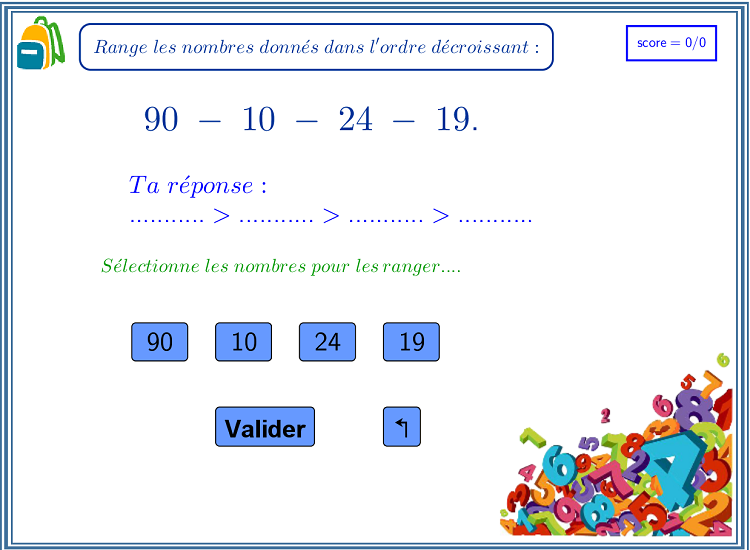 Range les nombres donnés dans l'ordre décroissant :
score = 0/0
90 − 10 − 24 − 19.
Ta réponse :
........... > ........... > ........... > ...........
Sélectionne les nombres pour les ranger....
90 10 24 19
Valider ↰